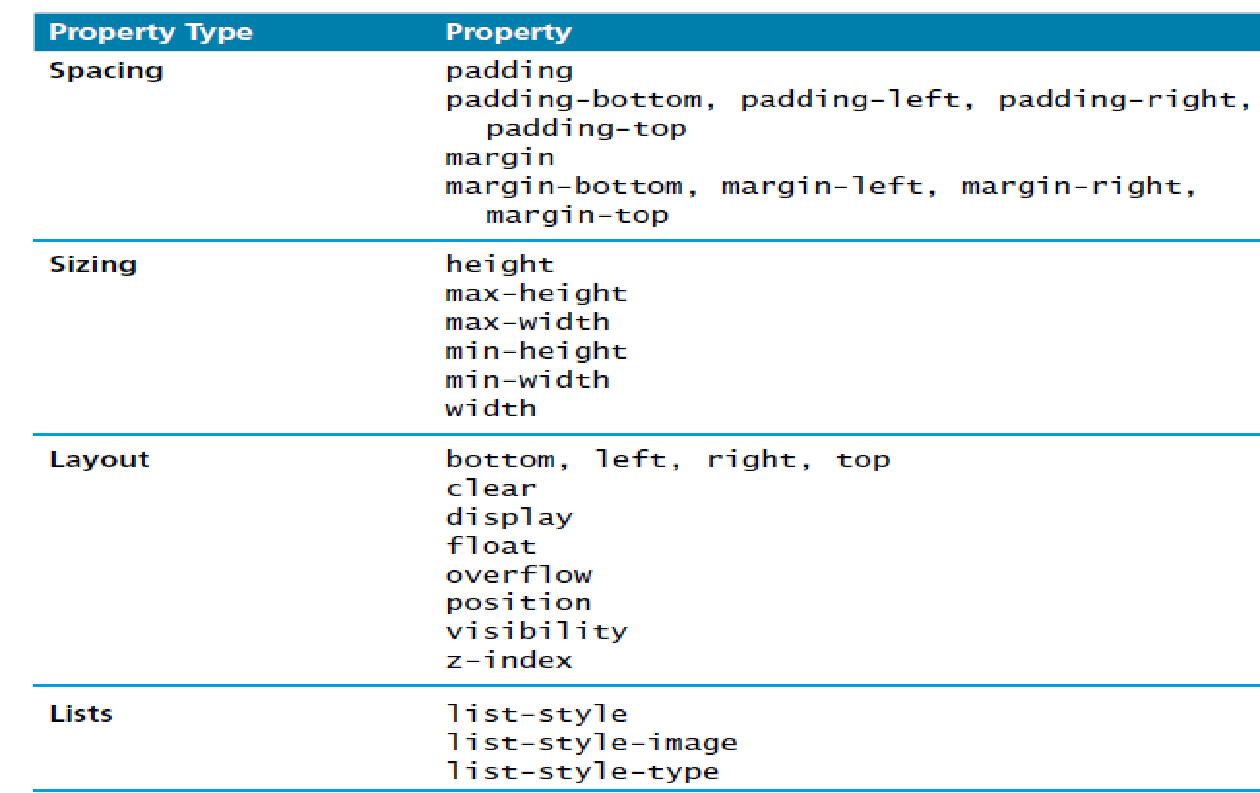 Property Type Property
Spacing padding
padding-bottom, padding-left, padding-right,
padding-top
margin
margin-bottom, margin-left, margin-right,
margin-top
Sizing height
max-height
max-width
min-height
min-width
width
Layout bottom, left, right, top
clear
display
float
overflow
position
visibility
z-index
Lists list-style
list-style-image
list-style-type